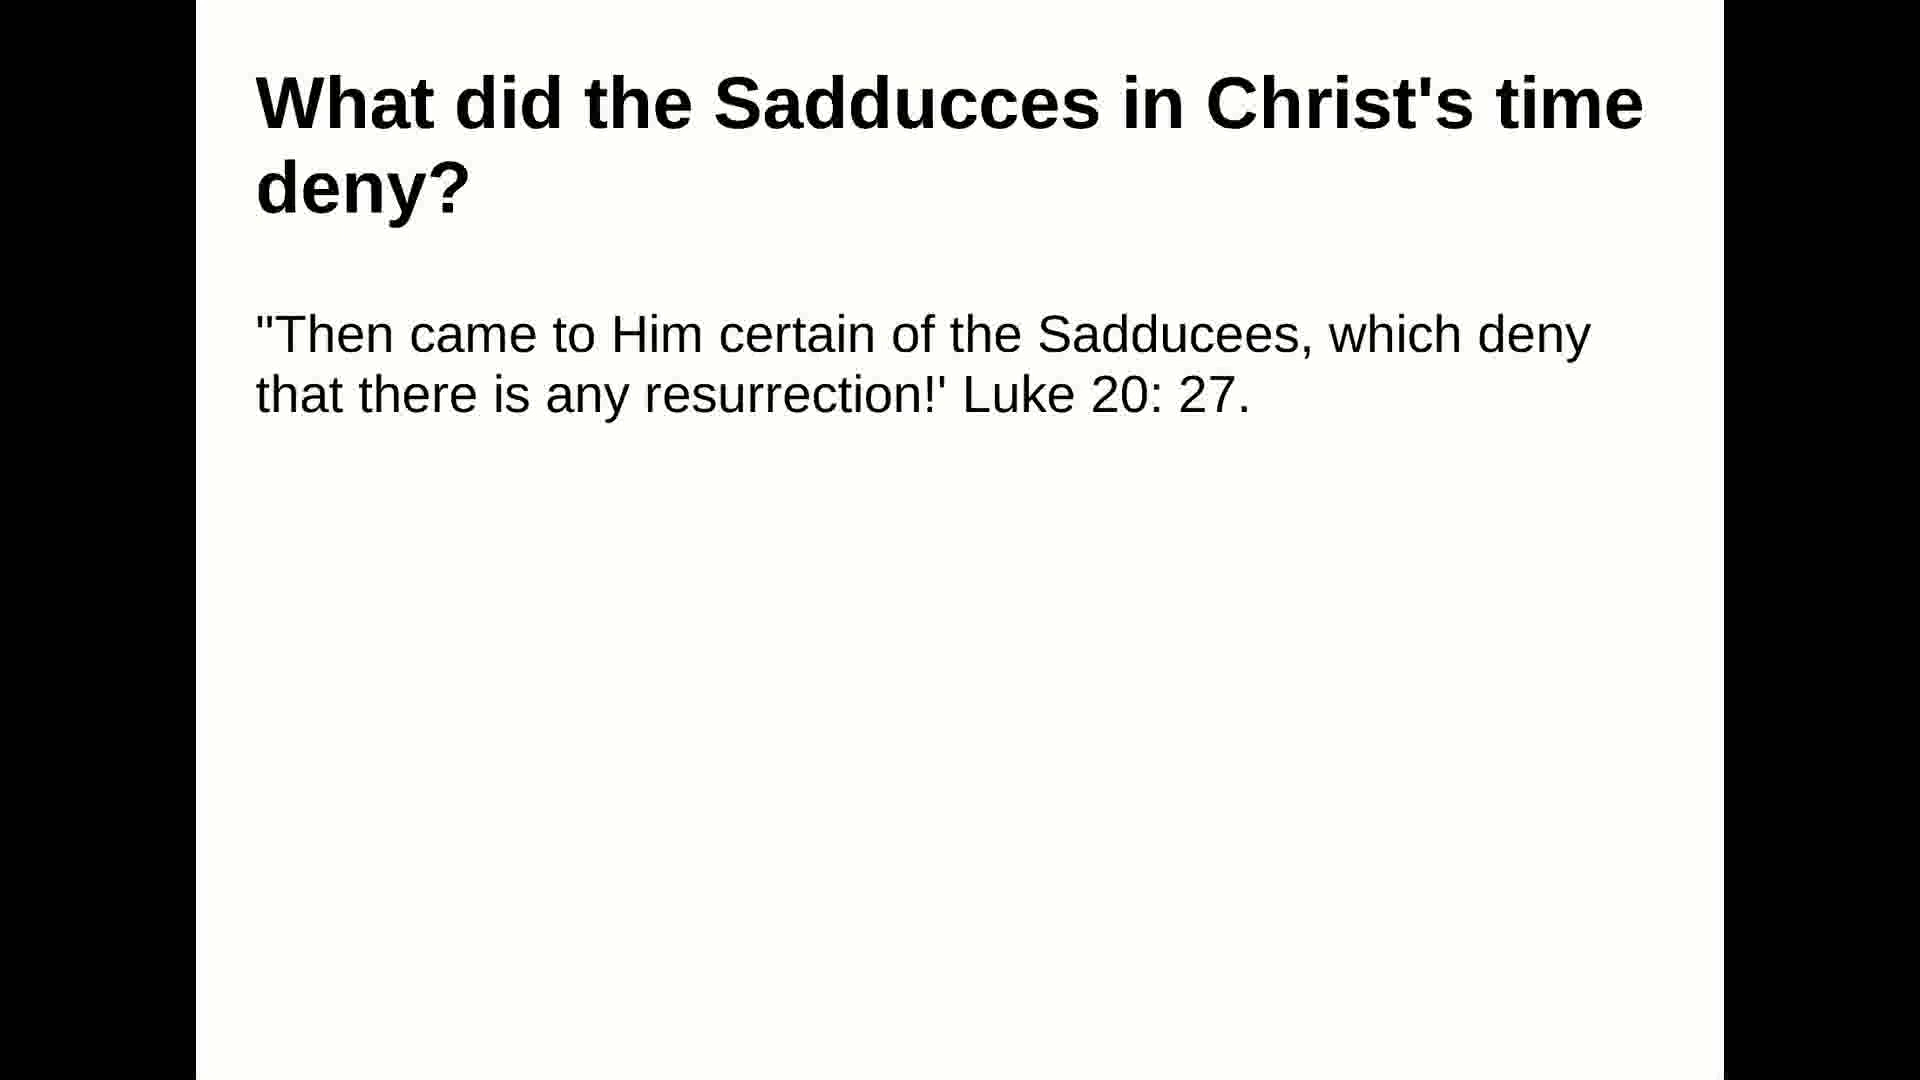 What did the Sadducces in Christ's time
deny?
"Then came to Him certain of the Sadducees, which deny
that there is any resurrection!' Luke 20: 27.